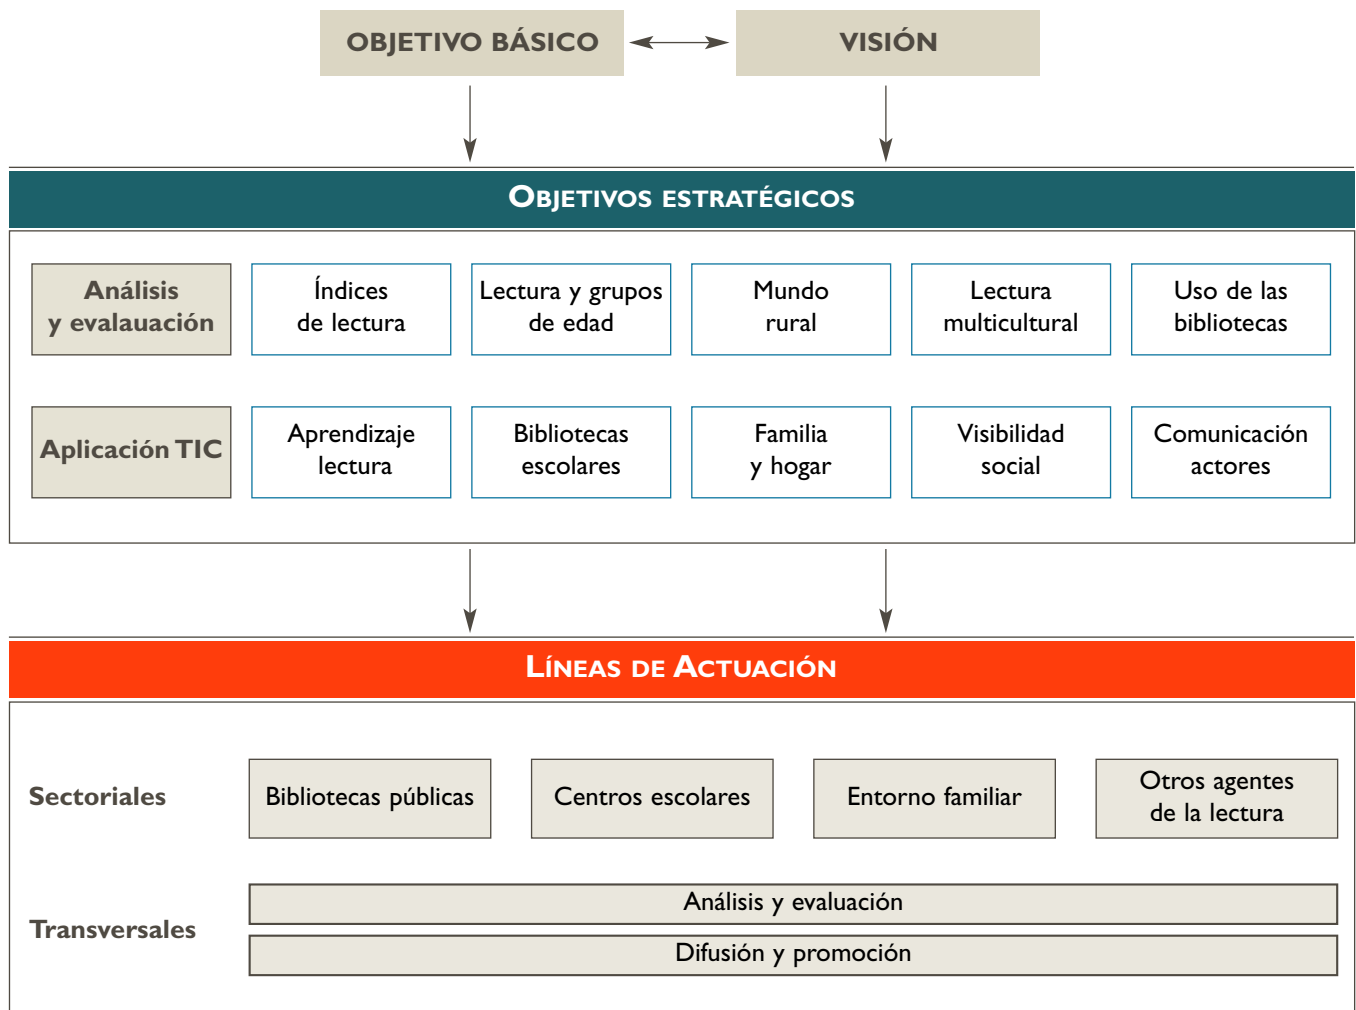 OBJETIVO BÁSICO
VISIÓN
OBJETIVOS ESTRATÉGICOS
Análisis
y evalauación
Índices
de lectura
Lectura y grupos
de edad
Mundo
rural
Lectura
multicultural
Uso de las
bibliotecas
Aplicación TIC
Aprendizaje
lectura
Bibliotecas
escolares
Familia
y hogar
Visibilidad
social
Comunicación
actores
LÍNEAS DE ACTUACIÓN
Sectoriales
Bibliotecas públicas
Centros escolares
Entorno familiar
Otros agentes
de la lectura
Transversales
Análisis y evaluación
Difusión y promoción